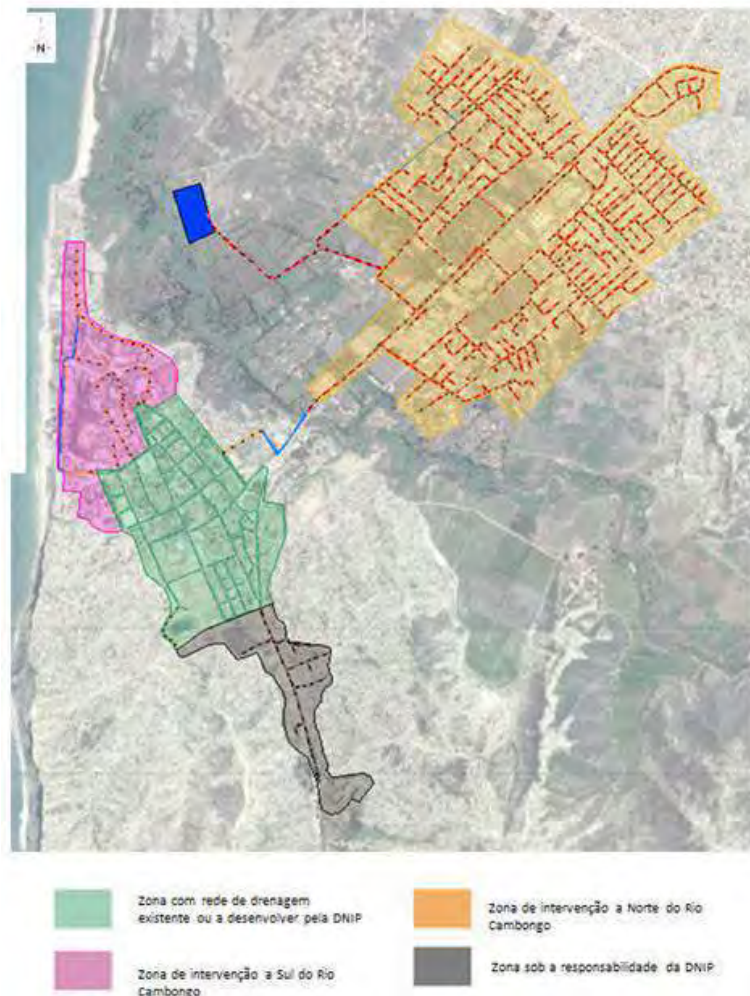 N
Zona com rede de drenagem
existente ou a desenvolver pela DNIP
Zona de intervenção a Norte do Rio
Cambongo
Zona de intervenção a Sul do Rio
Cambongo
Zona sob a responsabilidade da DNIP